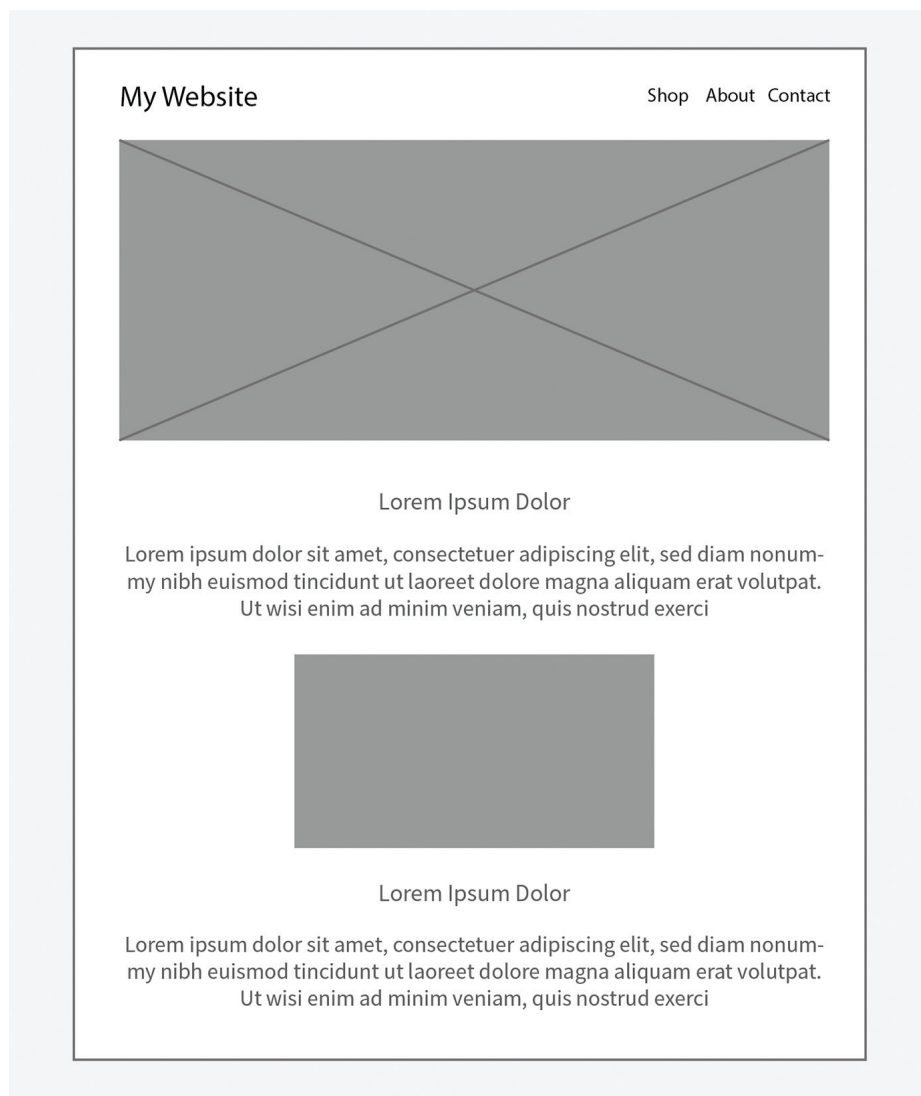 My Website
Shop About Contact
Lorem Ipsum Dolor
Lorem ipsum dolor sit amet, consectetuer adipiscing elit, sed diam nonum-
my nibh euismod tincidunt ut laoreet dolore magna aliquam erat volutpat.
Ut wisi enim ad minim veniam, quis nostrud exerci
Lorem Ipsum Dolor
Lorem ipsum dolor sit amet, consectetuer adipiscing elit, sed diam nonum-
my nibh euismod tincidunt ut laoreet dolore magna aliquam erat volutpat.
Ut wisi enim ad minim veniam, quis nostrud exerci